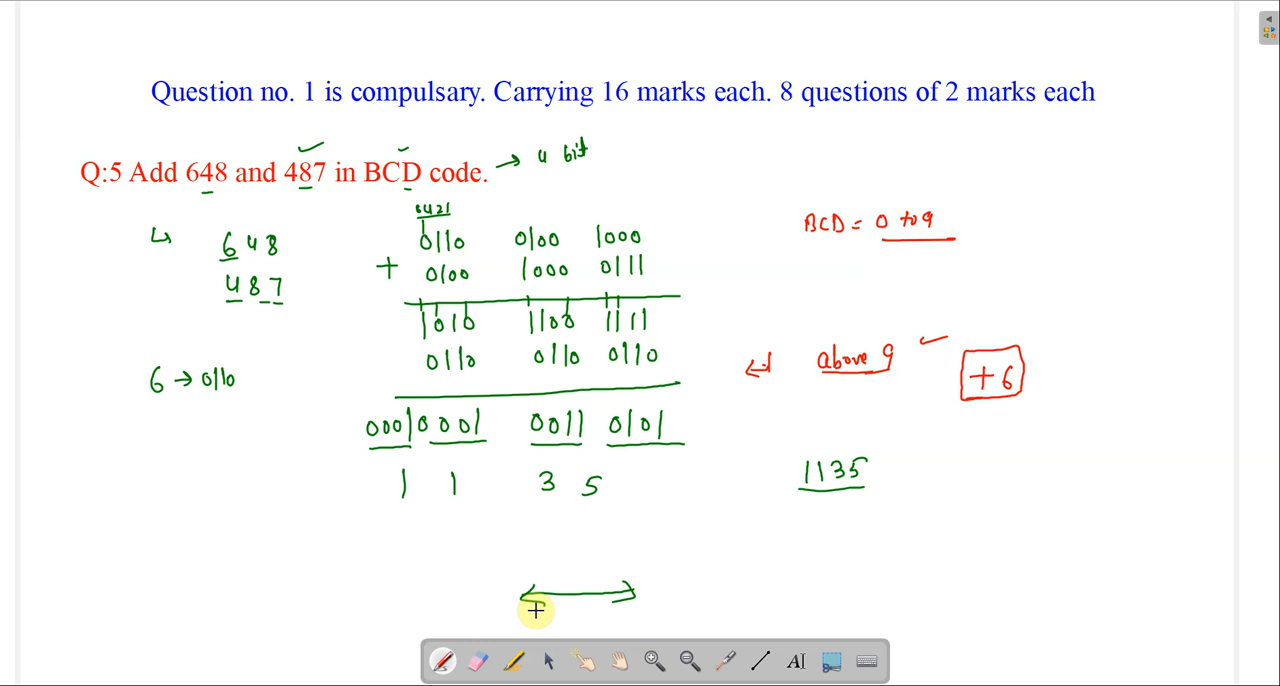 Question no. 1 is compulsary. Carrying 16 marks each. 8 questions of 2 marks each
Q:5 Add 648 and 487 in BCD code. → 4 bit
8421
↳ 648 0110 0100 1000 BCD = 0 to 9
487 + 0100 1000 0111
1010 1100 1111
6 → 0110 0110 0110 0110 above 9 +6
0001 0001 0011 0101
1 1 3 5 1135
AI